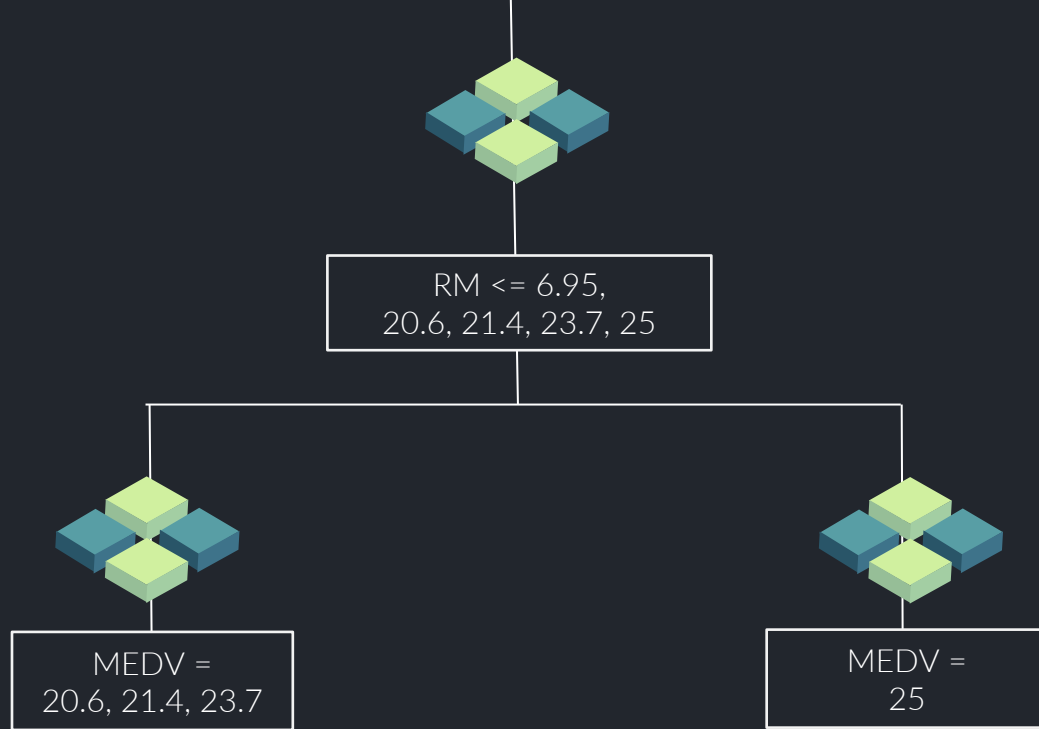 RM <= 6.95,
20.6, 21.4, 23.7, 25
MEDV =
20.6, 21.4, 23.7
MEDV =
25